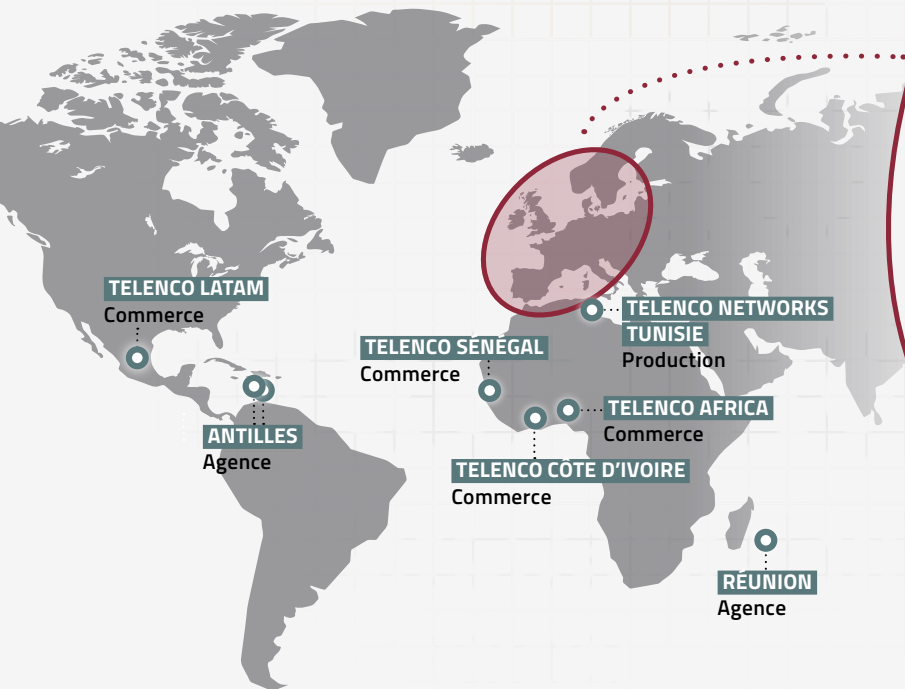 TELENCO LATAM
Commerce
TELENCO NETWORKS
TUNISIE
Production
TELENCO SÉNÉGAL
Commerce
TELENCO AFRICA
Commerce
ANTILLES
Agence
TELENCO CÔTE D'IVOIRE
Commerce
RÉUNION
Agence